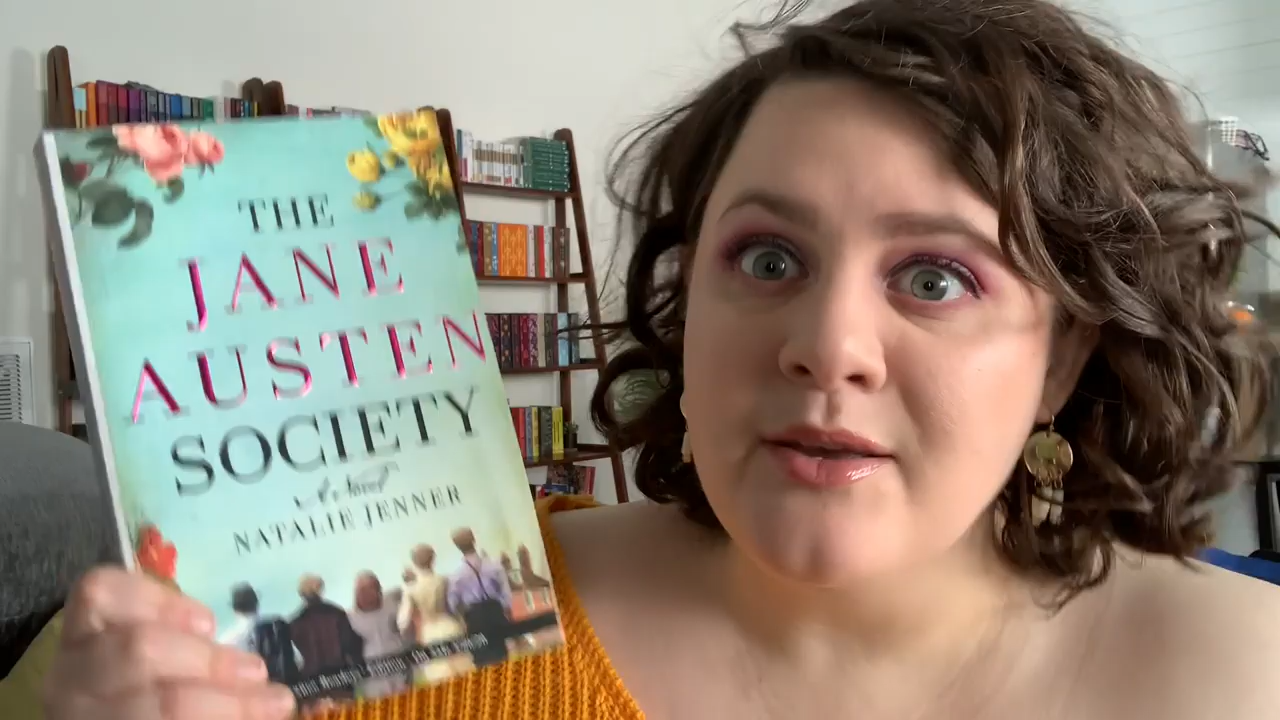 THE
JANE
AUSTEN
SOCIETY
A Novel
NATALIE JENNER